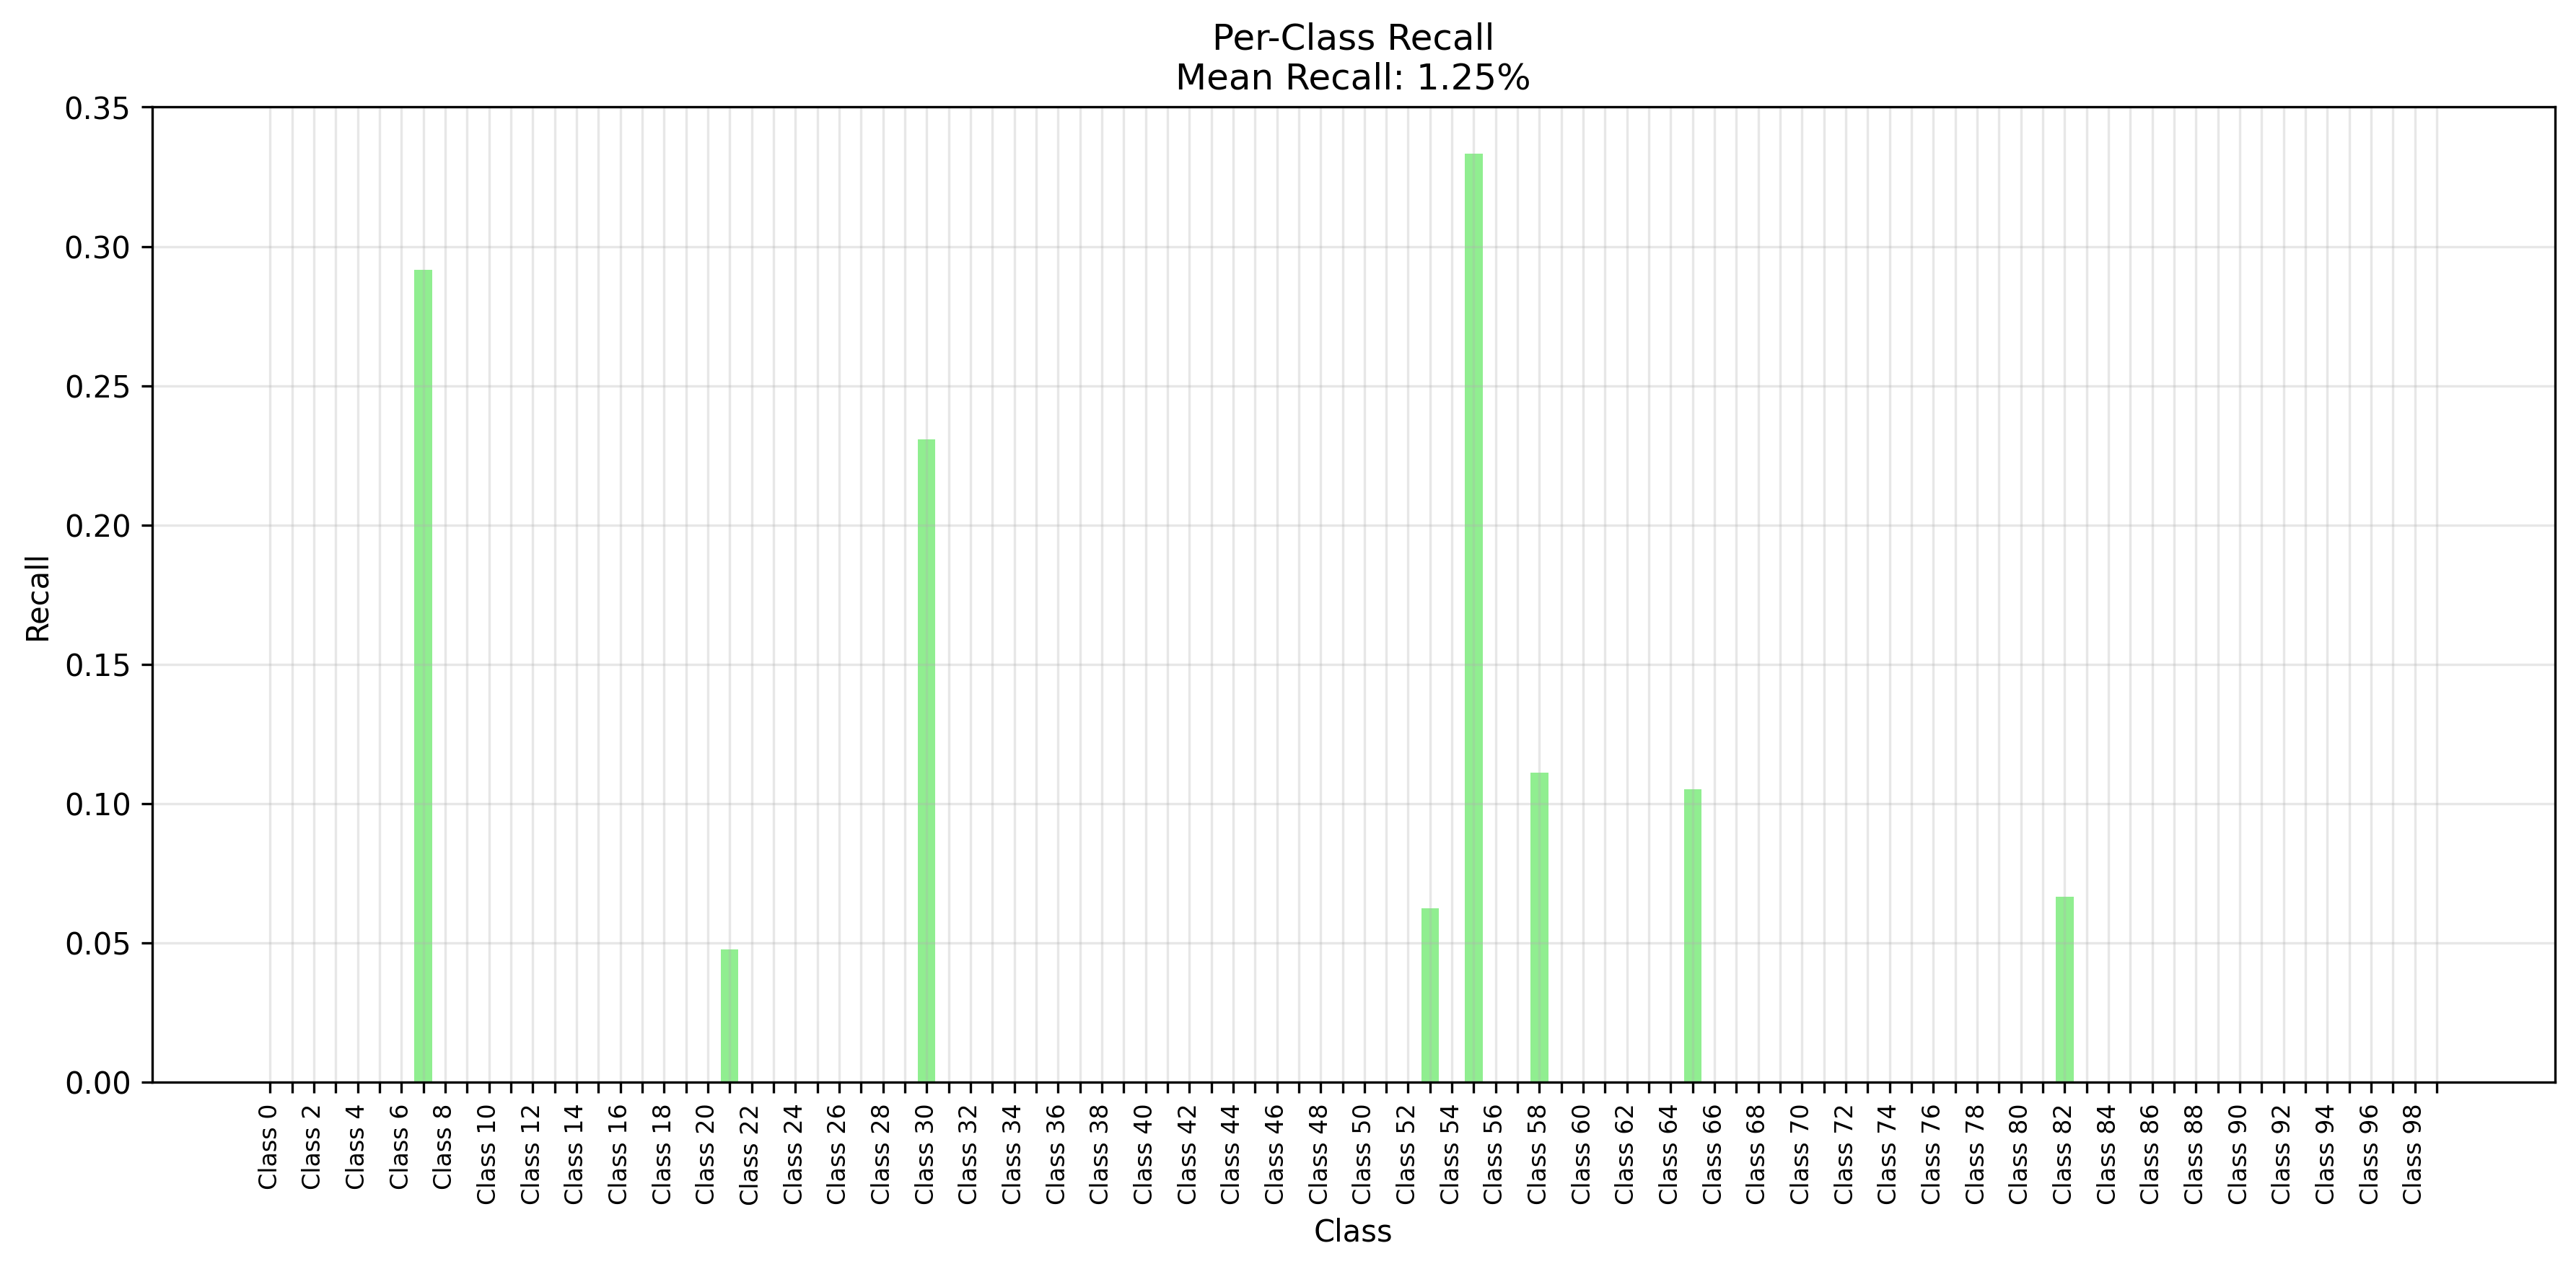 Per-Class Recall
Mean Recall: 1.25%
0.35
0.30
0.25
0.20
0.15
0.10
0.05
0.00
Recall
Class 0
Class 2
Class 4
Class 6
Class 8
Class 10
Class 12
Class 14
Class 16
Class 18
Class 20
Class 22
Class 24
Class 26
Class 28
Class 30
Class 32
Class 34
Class 36
Class 38
Class 40
Class 42
Class 44
Class 46
Class 48
Class 50
Class 52
Class 54
Class 56
Class 58
Class 60
Class 62
Class 64
Class 66
Class 68
Class 70
Class 72
Class 74
Class 76
Class 78
Class 80
Class 82
Class 84
Class 86
Class 88
Class 90
Class 92
Class 94
Class 96
Class 98
Class